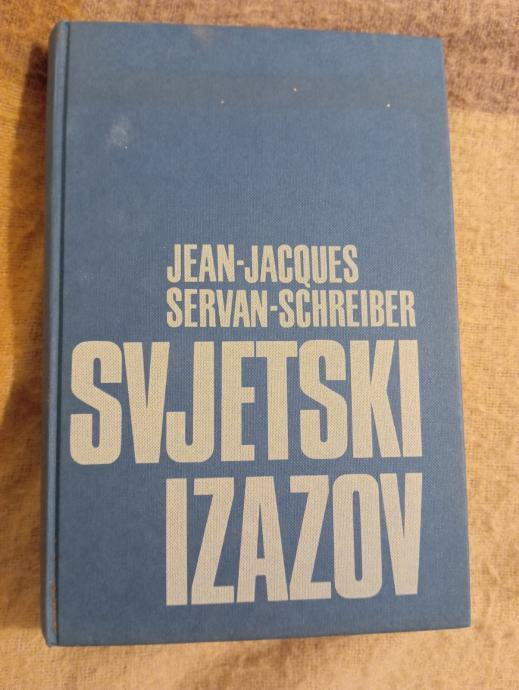 JEAN-JACQUES
SERVAN-SCHREIBER
SVJETSKI
IZAZOV